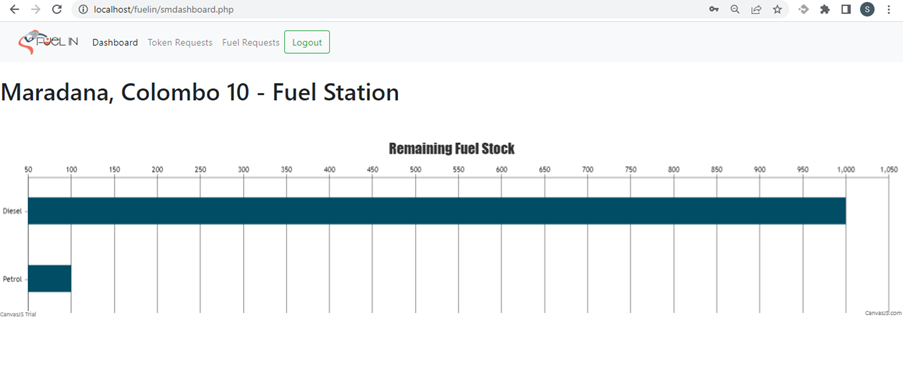 localhost/fuelin/smdashboard.php
S
FUEL IN Dashboard Token Requests Fuel Requests Logout
Maradana, Colombo 10 - Fuel Station
Remaining Fuel Stock
50 100 150 200 250 300 350 400 450 500 550 600 650 700 750 800 850 900 950 1,000 1,050
Diesel
Petrol
CanvasJS Trial CanvasJS.com